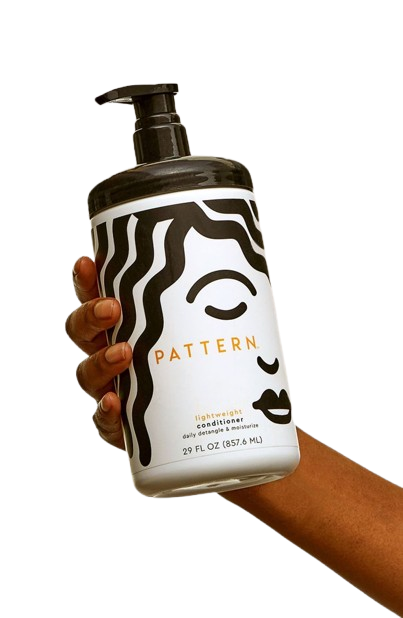 PATTERN
lightweight
conditioner
daily detangle & moisturize
29 FL OZ (857.6 ML)